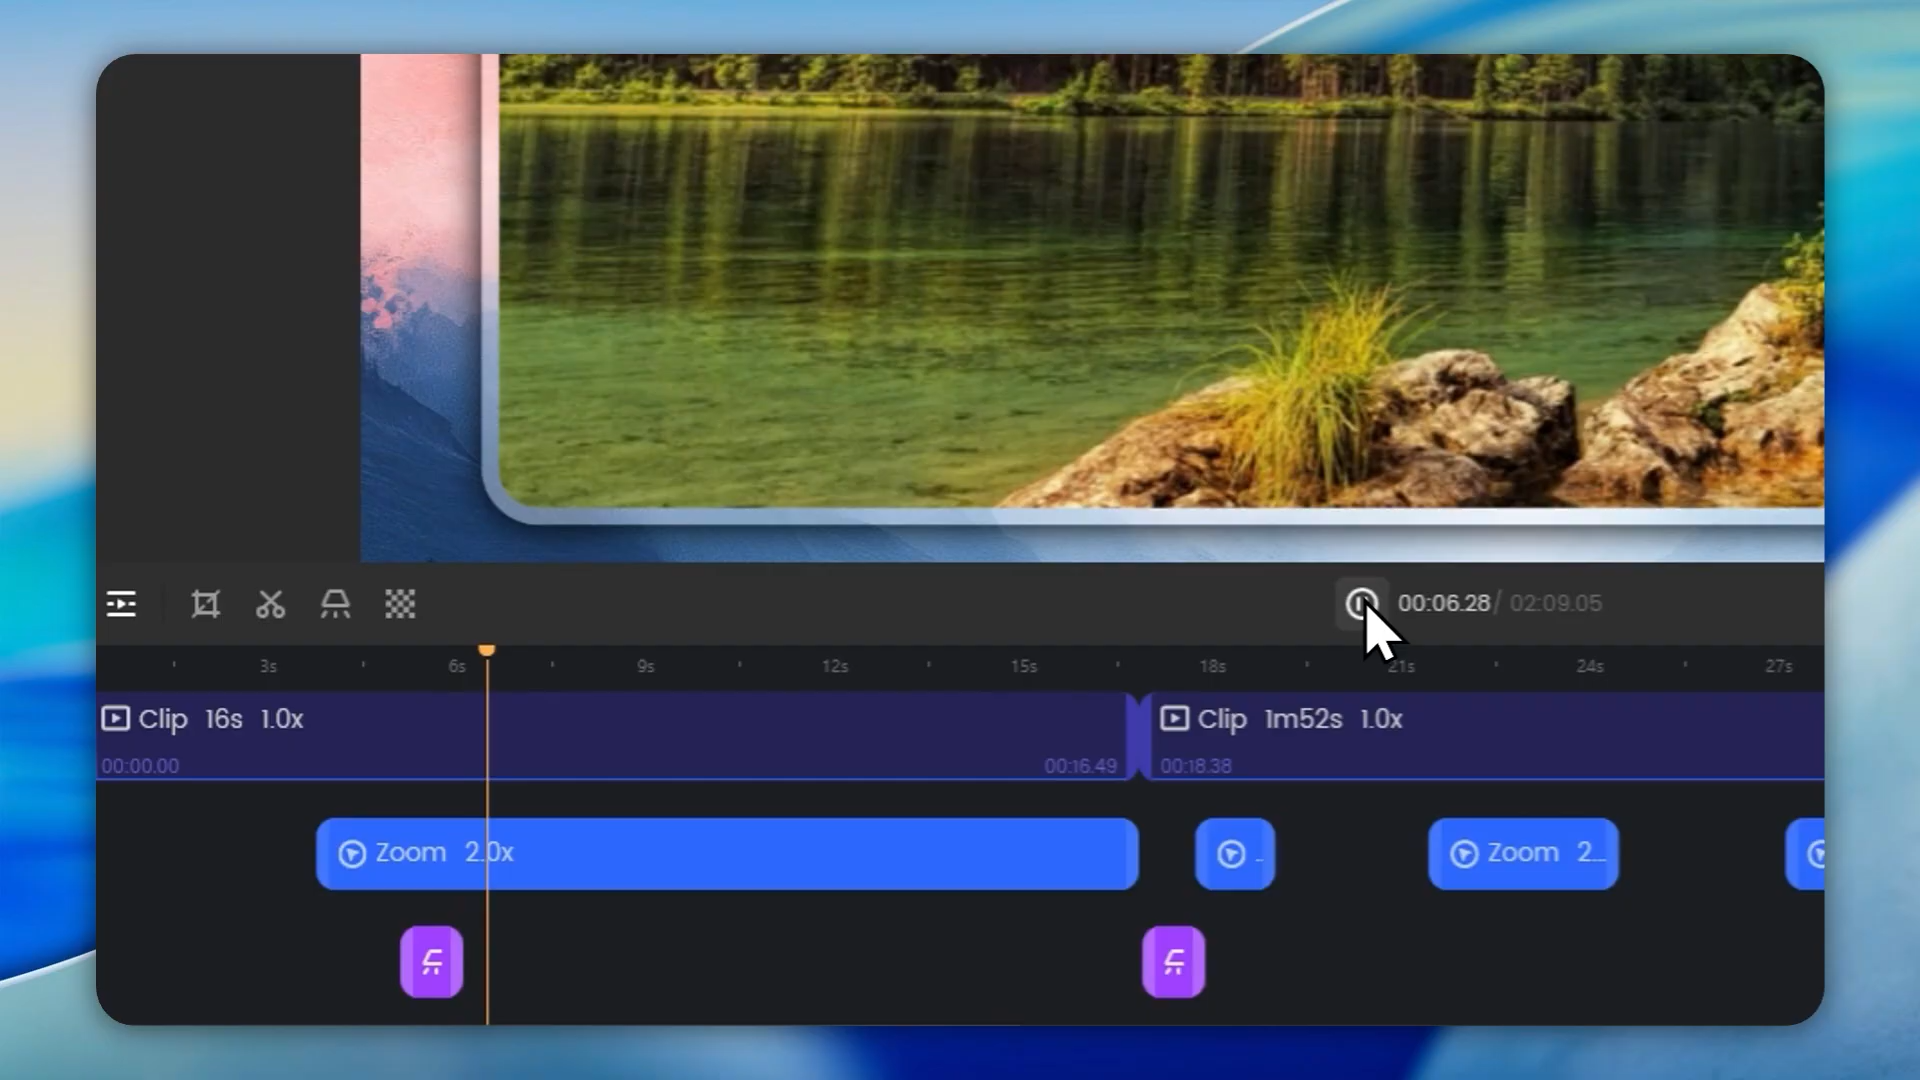 00:06.28 / 02:09.05
3s 6s 9s 12s 15s 18s 21s 24s 27s
Clip 16s 1.0x
00:00.00 00:16.49
Clip 1m52s 1.0x
00:18.38
Zoom 2.0x
..
Zoom 2...